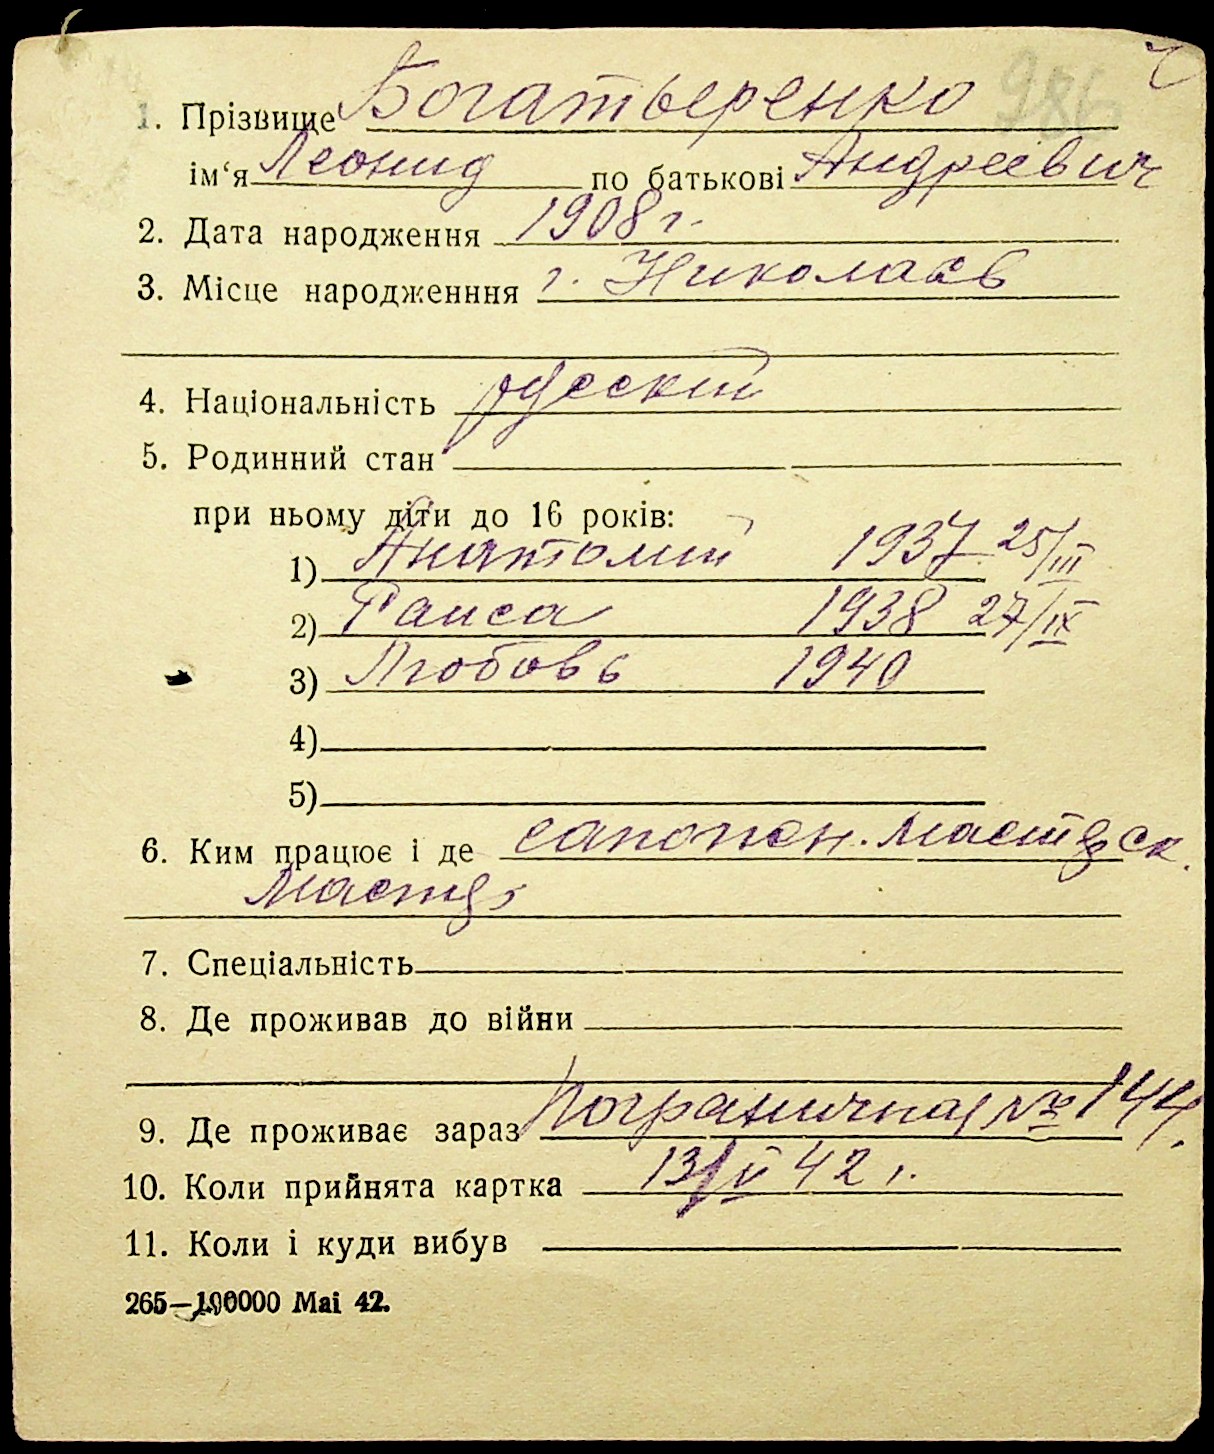 986
1. Прізвище Богатыренко
ім‘я Леонид по батькові Андреевич
2. Дата народження 1908 г.
3. Місце народженння г. Николаев
4. Національність русский
5. Родинний стан
при ньому діти до 16 років:
1) Анатолий 1937 25/III
2) Раиса 1938 27/IX
3) Любовь 1940
4)
5)
6. Ким працює і де сапожн. мастерск.
Мастер
7. Спеціальність
8. Де проживав до війни
9. Де проживає зараз Пограничная № 144.
10. Коли прийнята картка 13/V 42 г.
11. Коли і куди вибув
265—100000 Mai 42.